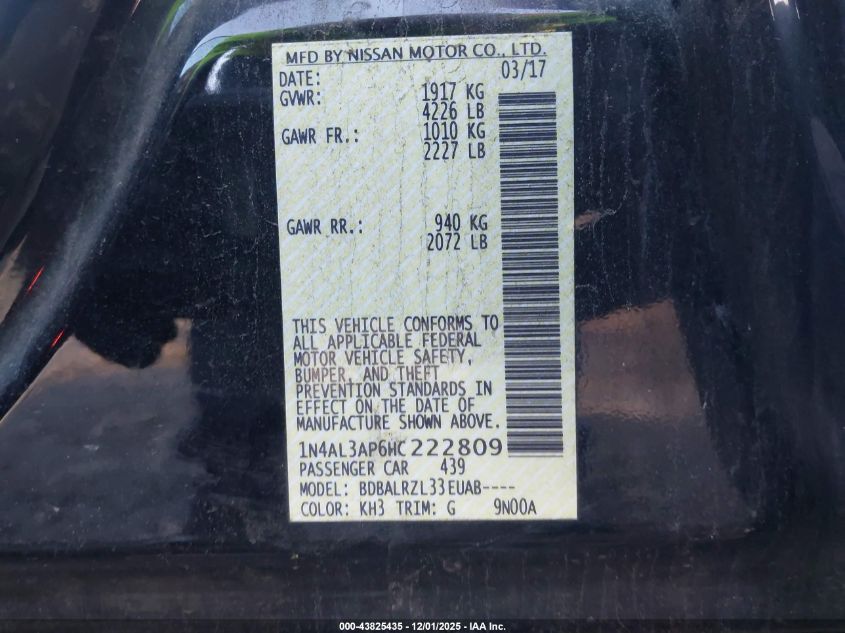 MFD BY NISSAN MOTOR CO., LTD.
DATE: 03/17
GVWR: 1917 KG
4226 LB
GAWR FR.: 1010 KG
2227 LB
GAWR RR.: 940 KG
2072 LB
THIS VEHICLE CONFORMS TO
ALL APPLICABLE FEDERAL
MOTOR VEHICLE SAFETY,
BUMPER, AND THEFT
PREVENTION STANDARDS IN
EFFECT ON THE DATE OF
MANUFACTURE SHOWN ABOVE.
1N4AL3AP6HC222809
PASSENGER CAR 439
MODEL: BDBALRZL33EUAB----
COLOR: KH3 TRIM: G 9N00A
000-43825435 - 12/01/2025 - IAA Inc.